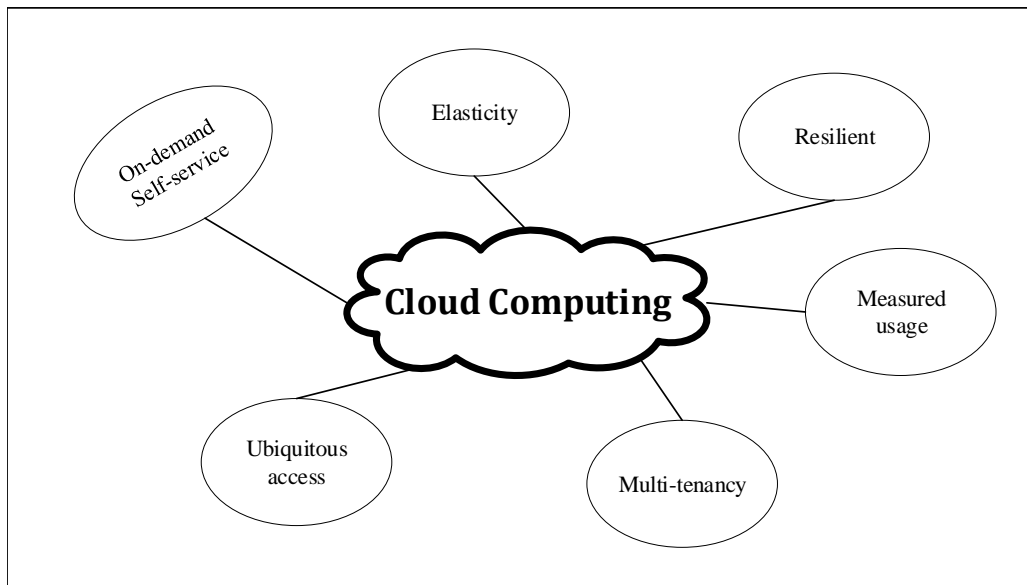 Elasticity
Resilient
On-demand
Self-service
Cloud Computing
Measured
usage
Ubiquitous
access
Multi-tenancy